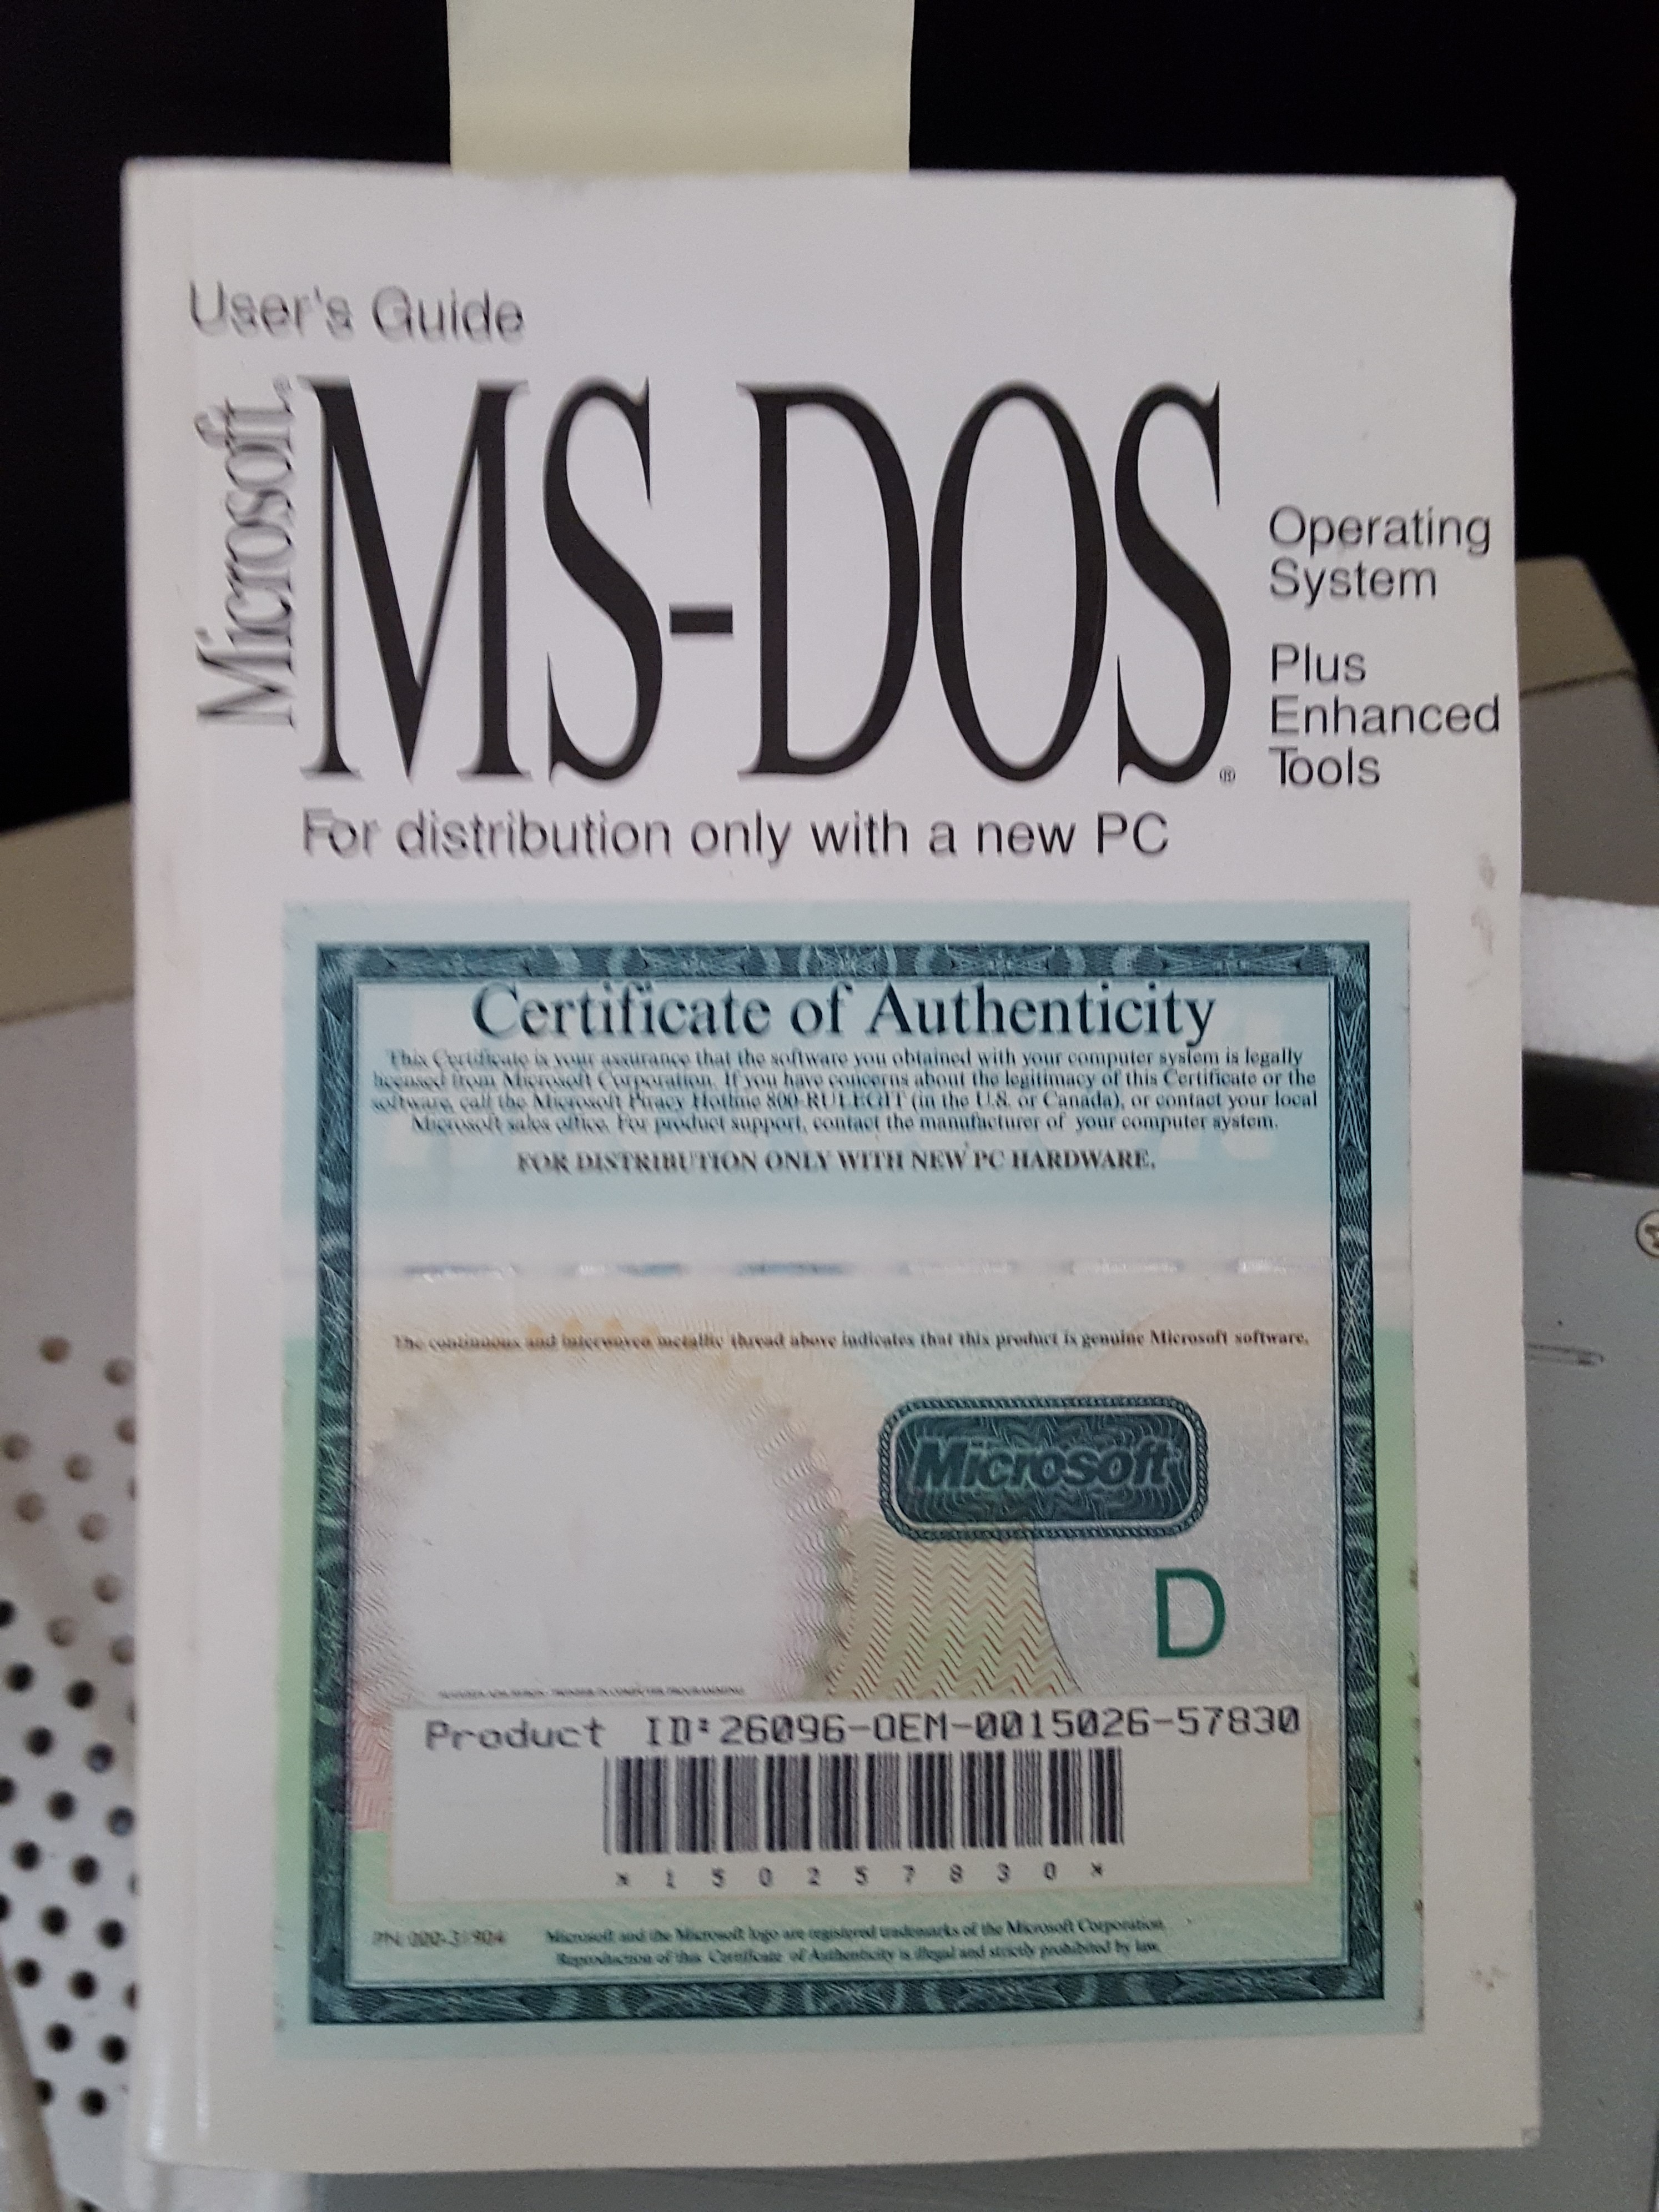 User's Guide
Microsoft®
MS-DOS®
Operating
System
Plus
Enhanced
Tools
For distribution only with a new PC
Certificate of Authenticity
This Certificate is your assurance that the software you obtained with your computer system is legally
licensed from Microsoft Corporation. If you have concerns about the legitimacy of this Certificate or the
software, call the Microsoft Piracy Hotline 800-RULEGIT (in the U.S. or Canada), or contact your local
Microsoft sales office. For product support, contact the manufacturer of your computer system.
FOR DISTRIBUTION ONLY WITH NEW PC HARDWARE.
The continuous and interwoven metallic thread above indicates that this product is genuine Microsoft software.
Microsoft
D
Product ID:26096-OEM-0015026-57830
* 1 5 0 2 5 7 8 3 0 *
PN: 000-31904
Microsoft and the Microsoft logo are registered trademarks of the Microsoft Corporation.
Reproduction of this Certificate of Authenticity is illegal and strictly prohibited by law.